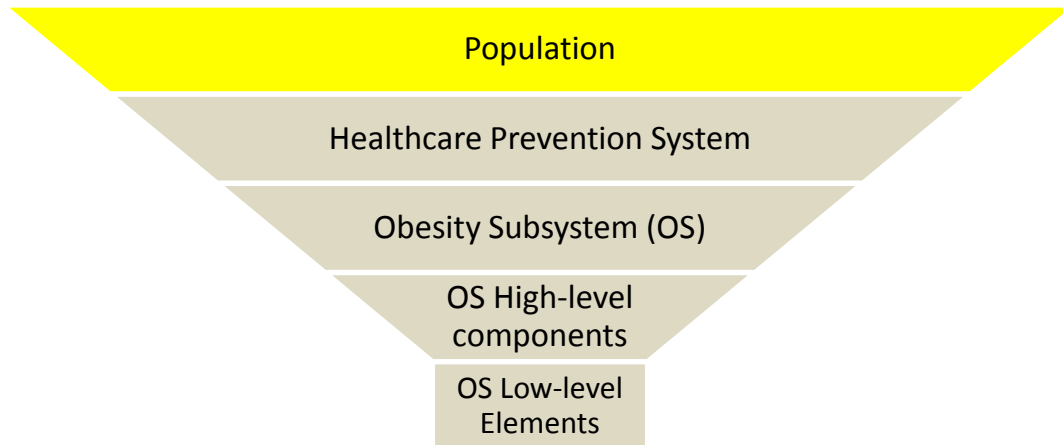 Population
Healthcare Prevention System
Obesity Subsystem (OS)
OS High-level
components
OS Low-level
Elements